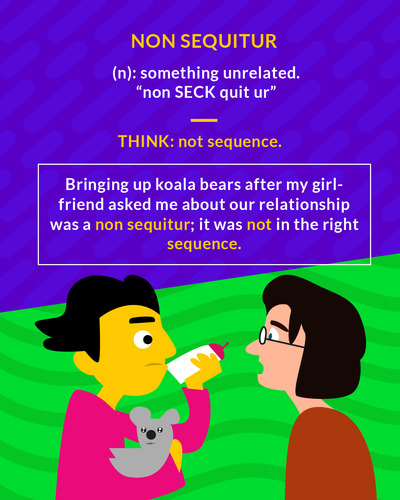 NON SEQUITUR
(n): something unrelated.
“non SECK quit ur”
THINK: not sequence.
Bringing up koala bears after my girl-
friend asked me about our relationship
was a non sequitur; it was not in the right
sequence.